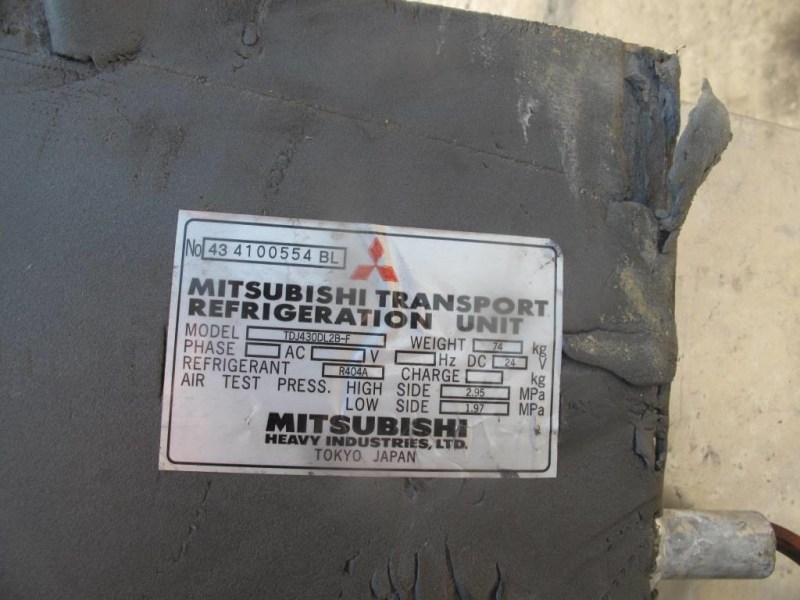 No 43 4100554 BL
MITSUBISHI TRANSPORT
REFRIGERATION UNIT
MODEL TDJ430DL2B-F WEIGHT 74 kg
PHASE AC V Hz DC 24 V
REFRIGERANT R404A CHARGE kg
AIR TEST PRESS. HIGH SIDE 2.95 MPa
LOW SIDE 1.97 MPa
MITSUBISHI
HEAVY INDUSTRIES, LTD.
TOKYO JAPAN